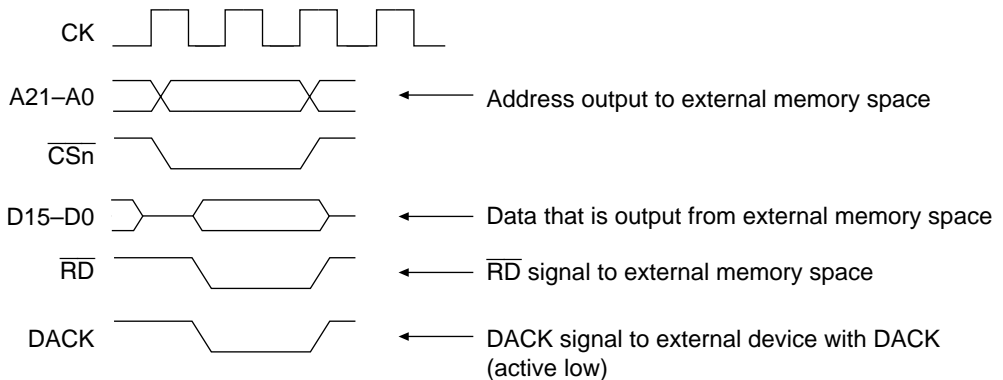 CK
A21–A0
Address output to external memory space
CSn
D15–D0
Data that is output from external memory space
RD
RD signal to external memory space
DACK
DACK signal to external device with DACK
(active low)